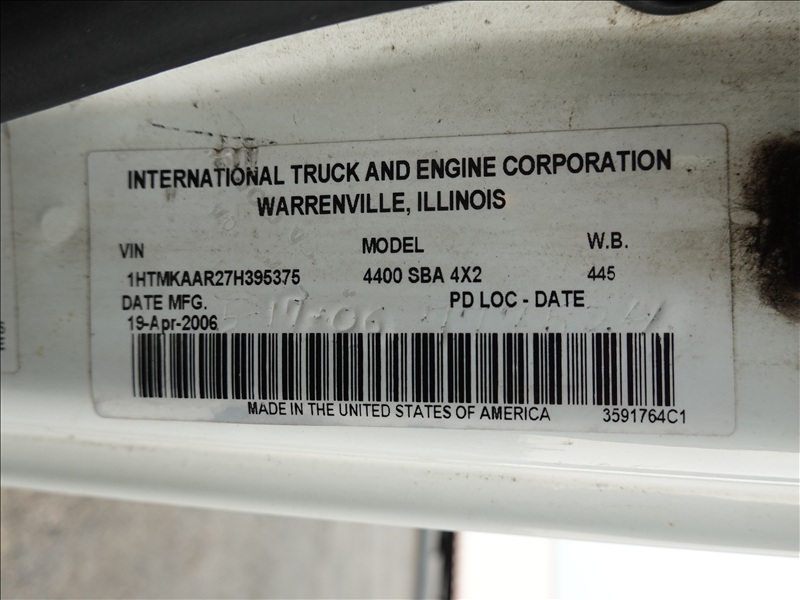 INTERNATIONAL TRUCK AND ENGINE CORPORATION
WARRENVILLE, ILLINOIS
VIN MODEL W.B.
1HTMKAAR27H395375 4400 SBA 4X2 445
DATE MFG. PD LOC - DATE
19-Apr-2006
MADE IN THE UNITED STATES OF AMERICA 3591764C1